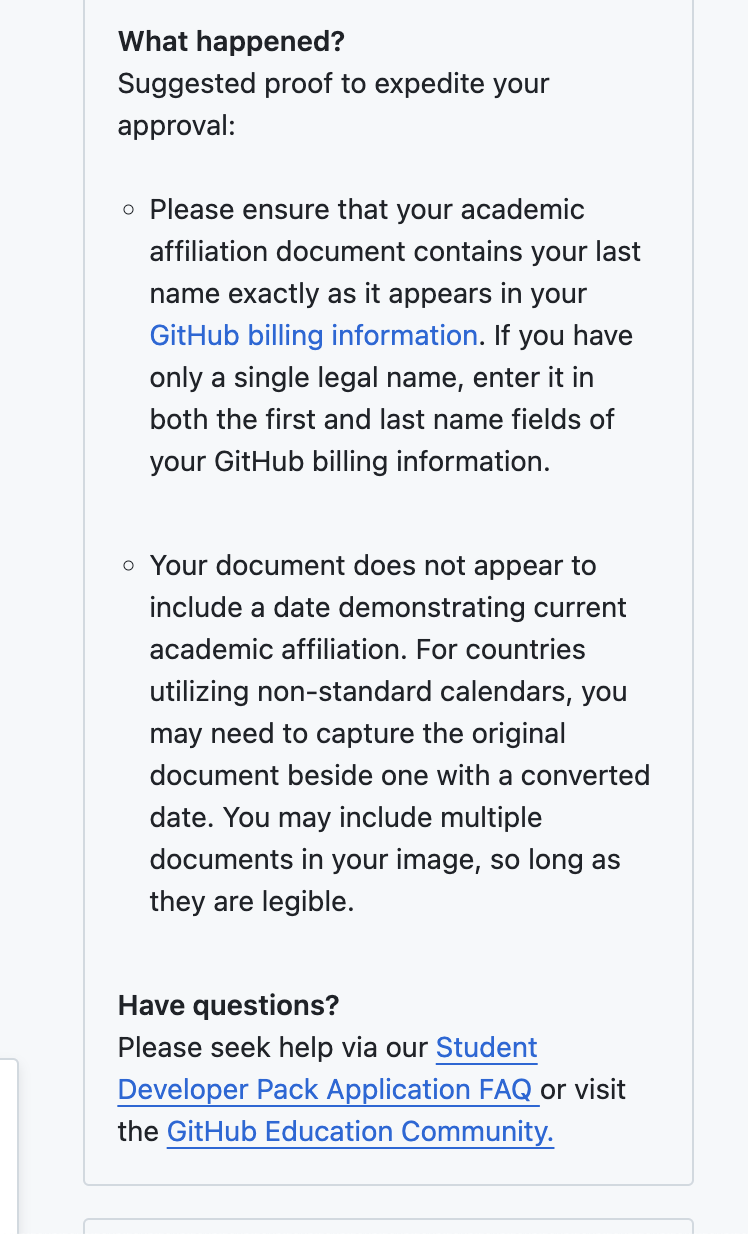 What happened?
Suggested proof to expedite your
approval:
Please ensure that your academic
affiliation document contains your last
name exactly as it appears in your
GitHub billing information. If you have
only a single legal name, enter it in
both the first and last name fields of
your GitHub billing information.
Your document does not appear to
include a date demonstrating current
academic affiliation. For countries
utilizing non-standard calendars, you
may need to capture the original
document beside one with a converted
date. You may include multiple
documents in your image, so long as
they are legible.
Have questions?
Please seek help via our Student
Developer Pack Application FAQ or visit
the GitHub Education Community.